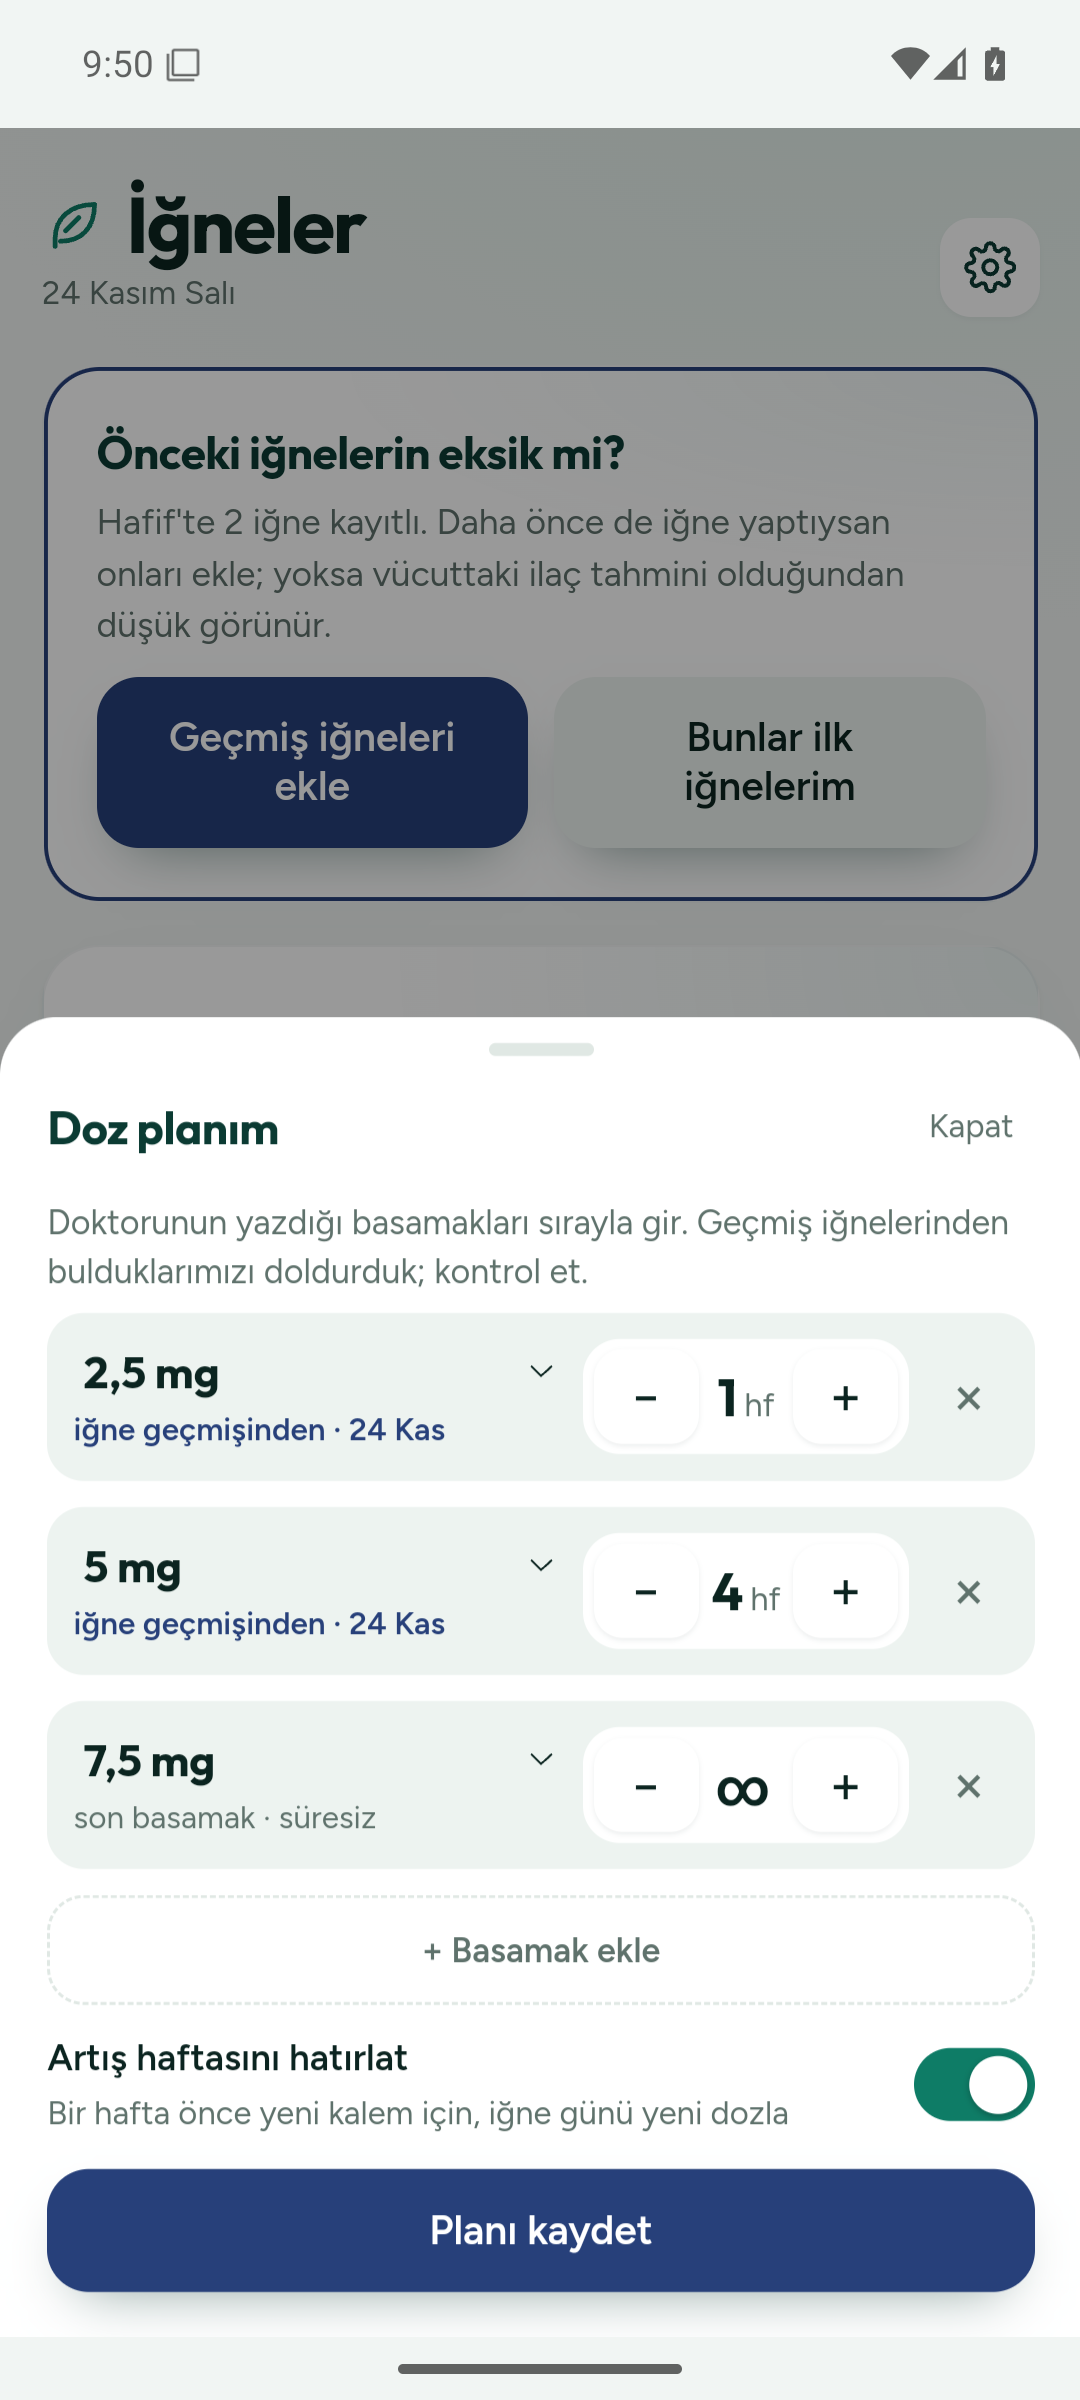 9:50
İğneler
24 Kasım Salı
Önceki iğnelerin eksik mi?
Hafif'te 2 iğne kayıtlı. Daha önce de iğne yaptıysan
onları ekle; yoksa vücuttaki ilaç tahmini olduğundan
düşük görünür.
Geçmiş iğneleri
ekle
Bunlar ilk
iğnelerim
Doz planım
Kapat
Doktorunun yazdığı basamakları sırayla gir. Geçmiş iğnelerinden
bulduklarımızı doldurduk; kontrol et.
2,5 mg
iğne geçmişinden · 24 Kas
− 1 hf + ×
5 mg
iğne geçmişinden · 24 Kas
− 4 hf + ×
7,5 mg
son basamak · süresiz
− ∞ + ×
+ Basamak ekle
Artış haftasını hatırlat
Bir hafta önce yeni kalem için, iğne günü yeni dozla
Planı kaydet